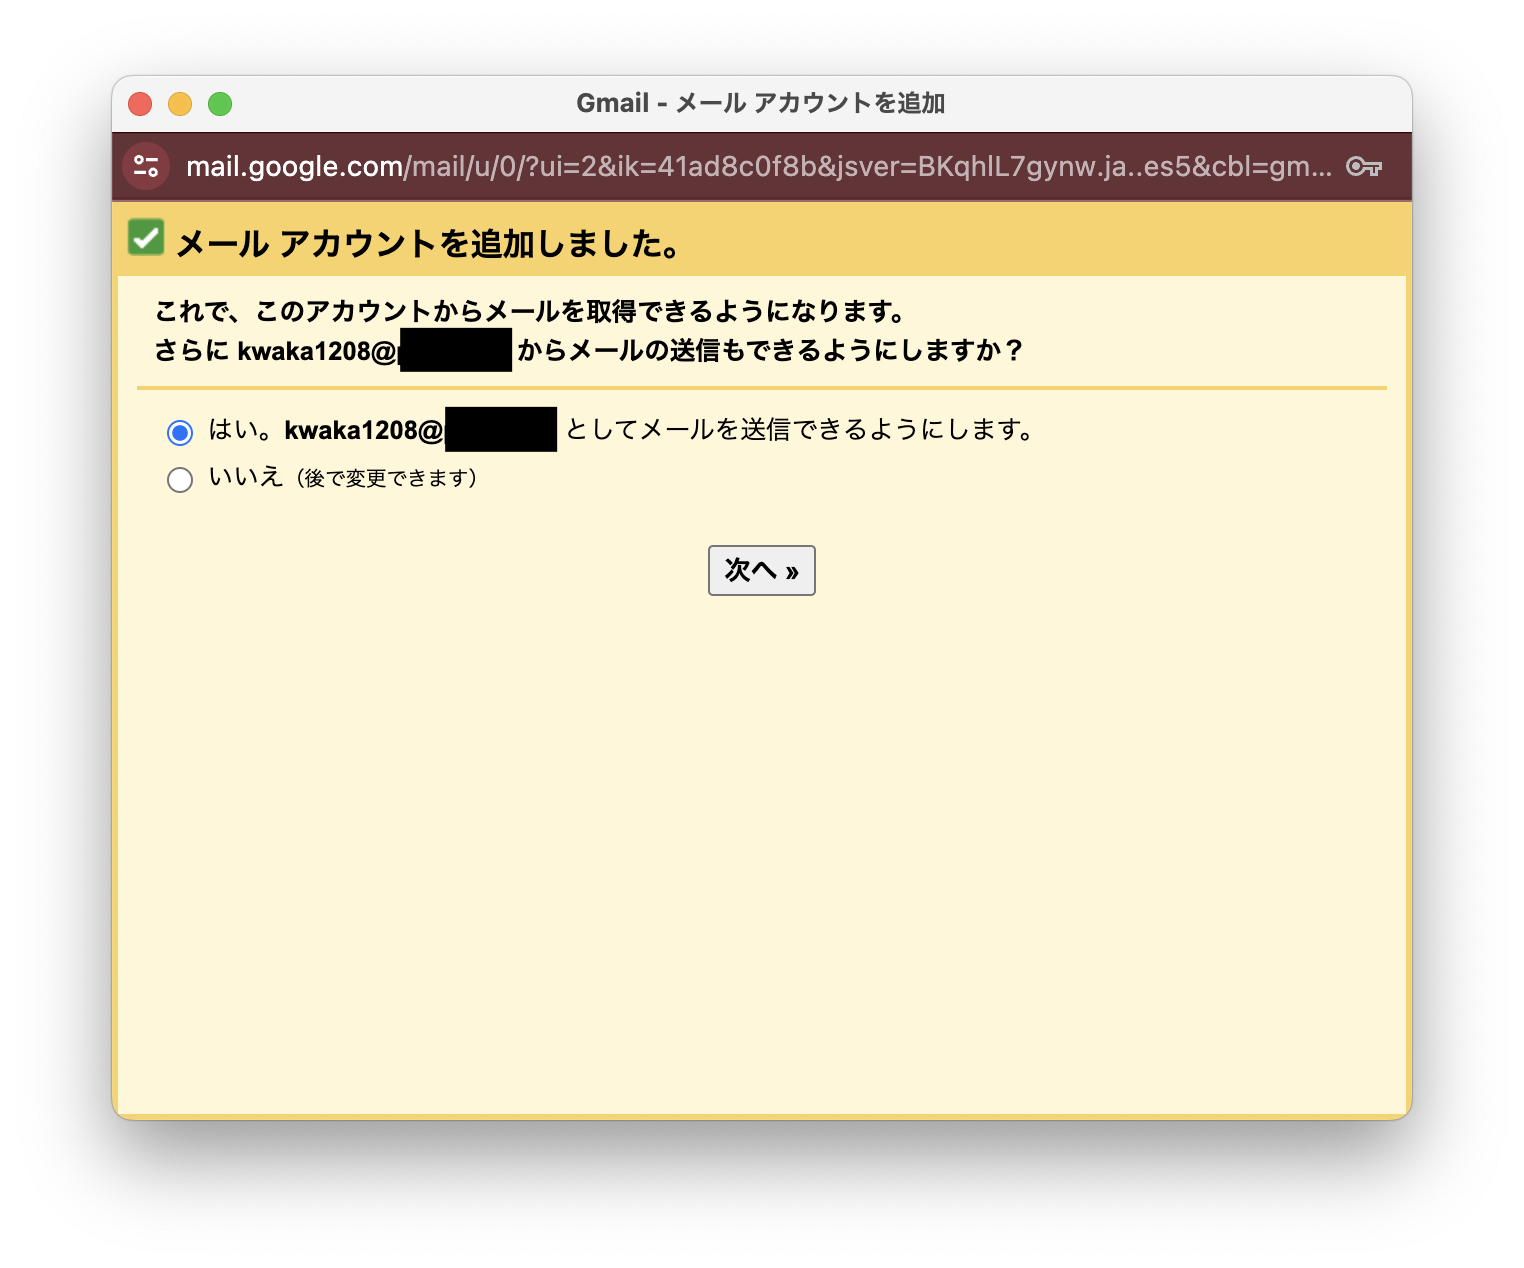 Gmail - メール アカウントを追加
mail.google.com/mail/u/0/?ui=2&ik=41ad8c0f8b&jsver=BKqhlL7gynw.ja..es5&cbl=gm...
メール アカウントを追加しました。
これで、このアカウントからメールを取得できるようになります。
さらに kwaka1208@ からメールの送信もできるようにしますか？
はい。kwaka1208@ としてメールを送信できるようにします。
いいえ（後で変更できます）
次へ »